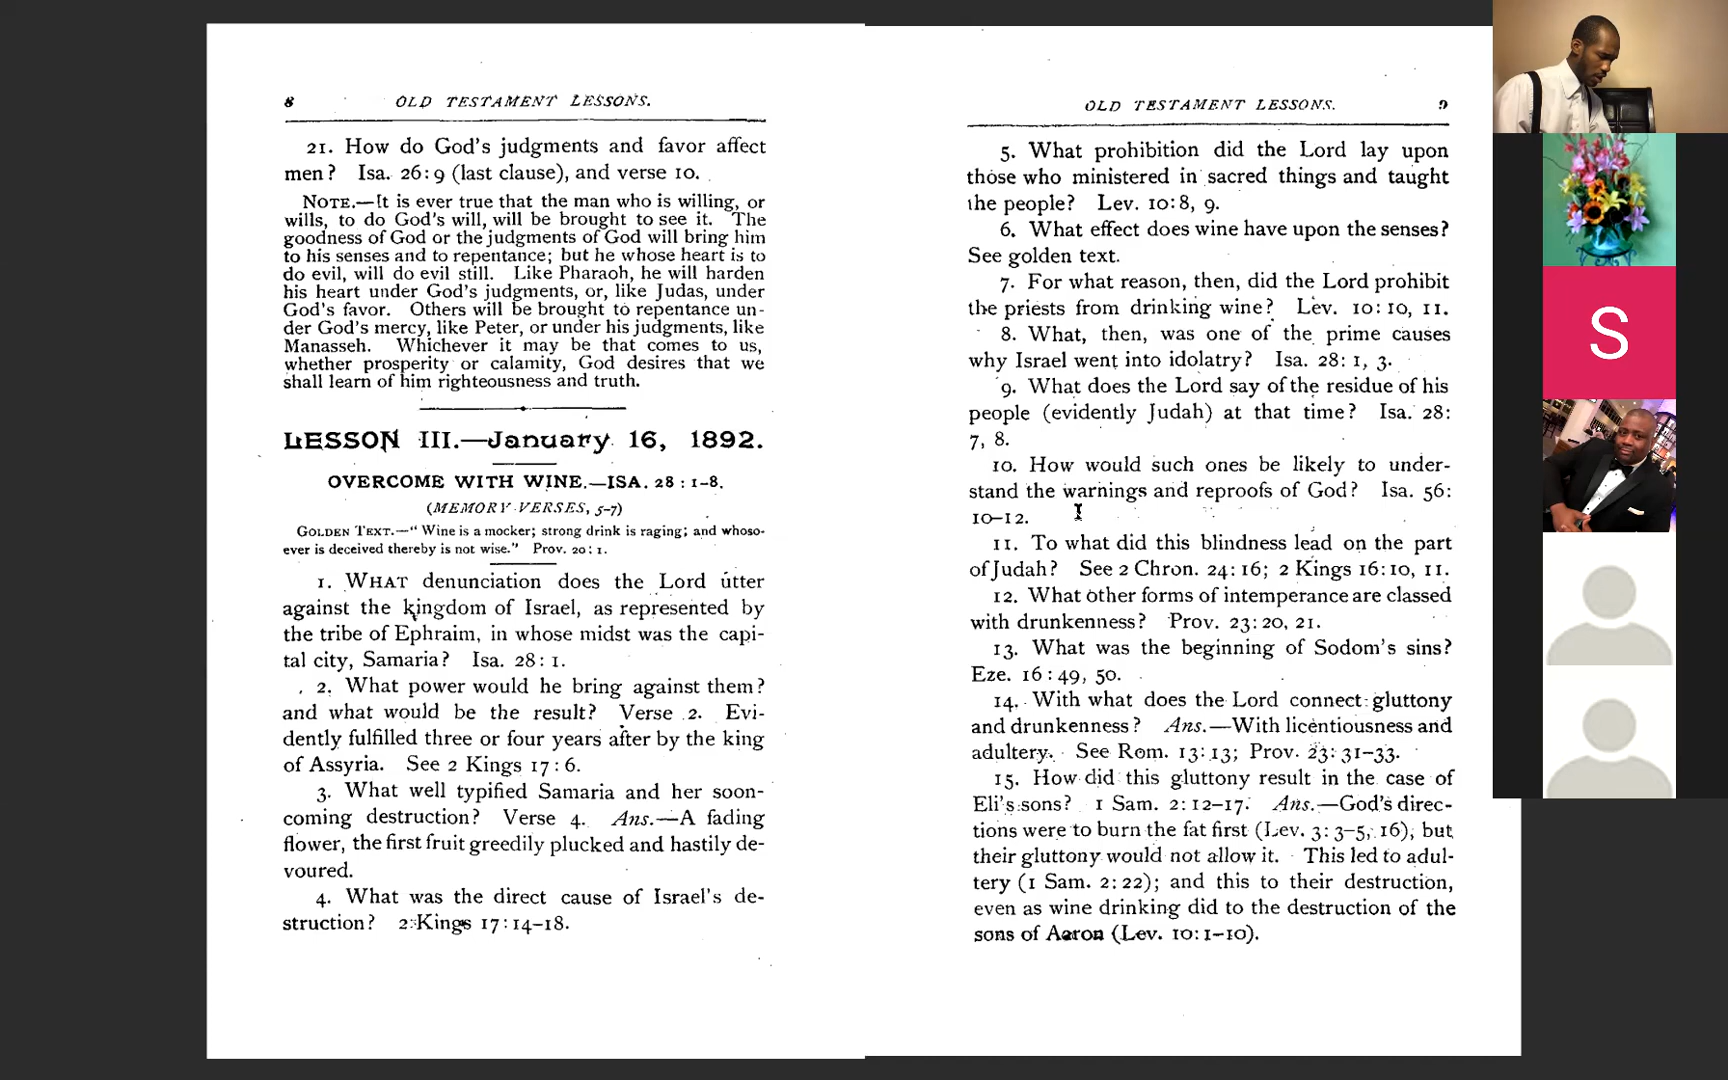 8 OLD TESTAMENT LESSONS.
21. How do God's judgments and favor affect
men? Isa. 26:9 (last clause), and verse 10.
NOTE.—It is ever true that the man who is willing, or
wills, to do God's will, will be brought to see it. The
goodness of God or the judgments of God will bring him
to his senses and to repentance; but he whose heart is to
do evil, will do evil still. Like Pharaoh, he will harden
his heart under God's judgments, or, like Judas, under
God's favor. Others will be brought to repentance un-
der God's mercy, like Peter, or under his judgments, like
Manasseh. Whichever it may be that comes to us,
whether prosperity or calamity, God desires that we
shall learn of him righteousness and truth.
LESSON III.—January 16, 1892.
OVERCOME WITH WINE.—ISA. 28:1-8.
(MEMORY VERSES, 5-7)
GOLDEN TEXT.—"Wine is a mocker; strong drink is raging; and whoso-
ever is deceived thereby is not wise." Prov. 20:1.
1. WHAT denunciation does the Lord utter
against the kingdom of Israel, as represented by
the tribe of Ephraim, in whose midst was the capi-
tal city, Samaria? Isa. 28:1.
2. What power would he bring against them?
and what would be the result? Verse 2. Evi-
dently fulfilled three or four years after by the king
of Assyria. See 2 Kings 17:6.
3. What well typified Samaria and her soon-
coming destruction? Verse 4. Ans.—A fading
flower, the first fruit greedily plucked and hastily de-
voured.
4. What was the direct cause of Israel's de-
struction? 2 Kings 17:14-18.
OLD TESTAMENT LESSONS. 9
5. What prohibition did the Lord lay upon
those who ministered in sacred things and taught
the people? Lev. 10:8, 9.
6. What effect does wine have upon the senses?
See golden text.
7. For what reason, then, did the Lord prohibit
the priests from drinking wine? Lev. 10:10, 11.
8. What, then, was one of the prime causes
why Israel went into idolatry? Isa. 28:1, 3.
9. What does the Lord say of the residue of his
people (evidently Judah) at that time? Isa. 28:
7, 8.
10. How would such ones be likely to under-
stand the warnings and reproofs of God? Isa. 56:
10-12.
11. To what did this blindness lead on the part
of Judah? See 2 Chron. 24:16; 2 Kings 16:10, 11.
12. What other forms of intemperance are classed
with drunkenness? Prov. 23:20, 21.
13. What was the beginning of Sodom's sins?
Eze. 16:49, 50.
14. With what does the Lord connect gluttony
and drunkenness? Ans.—With licentiousness and
adultery. See Rom. 13:13; Prov. 23:31-33.
15. How did this gluttony result in the case of
Eli's sons? 1 Sam. 2:12-17. Ans.—God's direc-
tions were to burn the fat first (Lev. 3:3-5, 16), but
their gluttony would not allow it. This led to adul-
tery (1 Sam. 2:22); and this to their destruction,
even as wine drinking did to the destruction of the
sons of Aaron (Lev. 10:1-10).
S